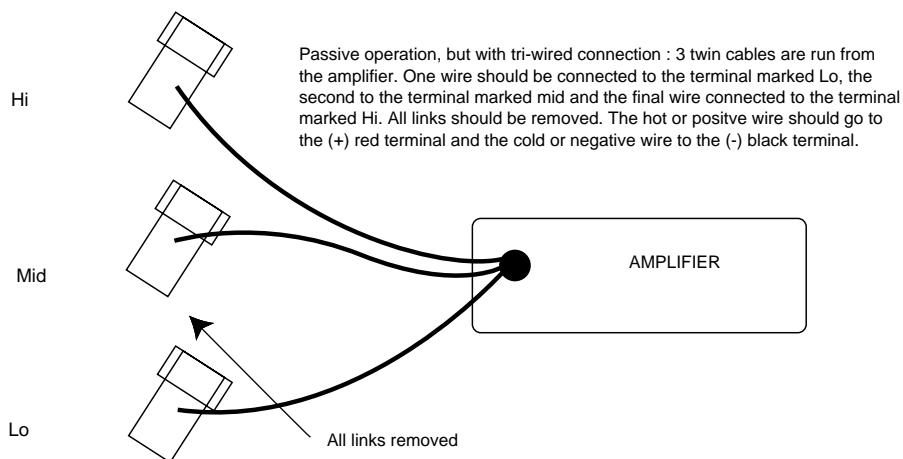 Passive operation, but with tri-wired connection : 3 twin cables are run from
the amplifier. One wire should be connected to the terminal marked Lo, the
second to the terminal marked mid and the final wire connected to the terminal
marked Hi. All links should be removed. The hot or positve wire should go to
the (+) red terminal and the cold or negative wire to the (-) black terminal.
Hi
Mid
AMPLIFIER
Lo
All links removed